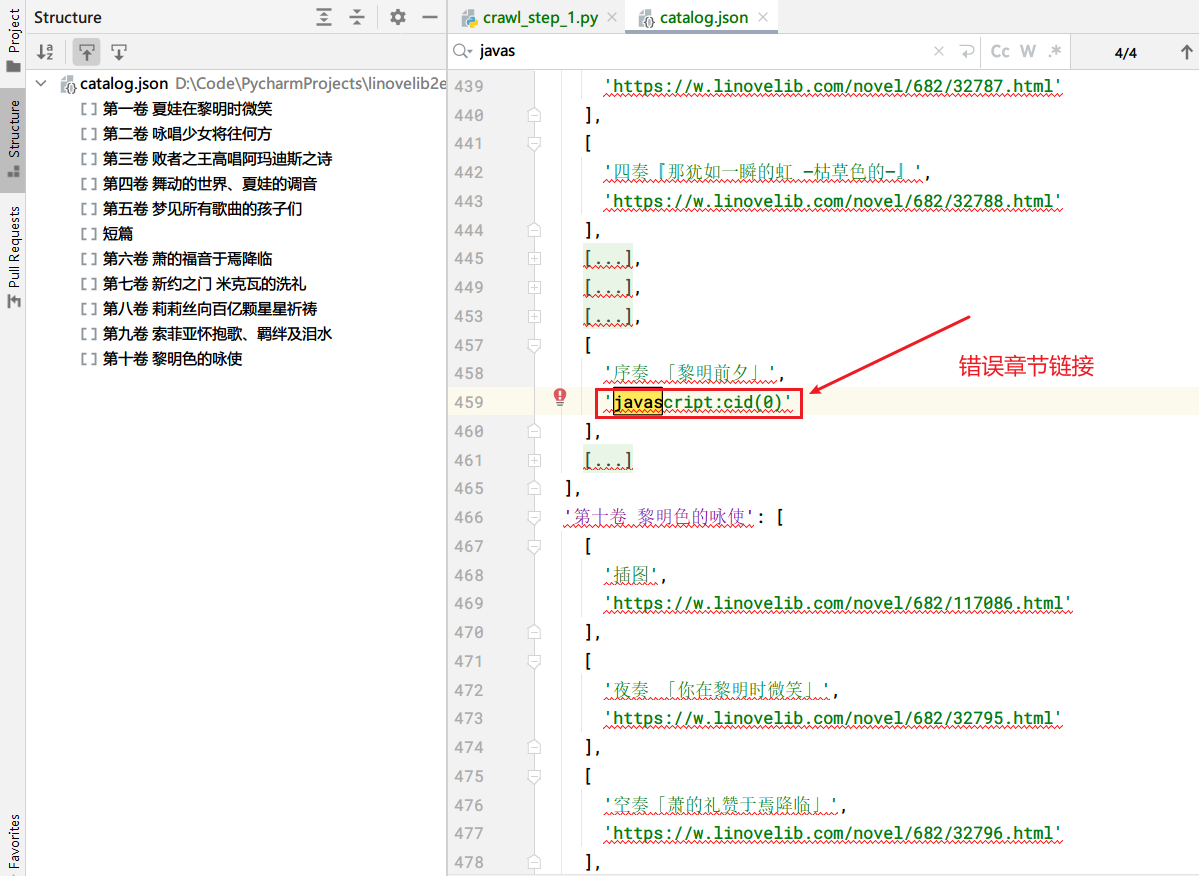 Project
Structure
Pull Requests
Favorites
Structure
catalog.json D:\Code\PycharmProjects\linovelib2e
[] 第一卷 夏娃在黎明时微笑
[] 第二卷 咏唱少女将往何方
[] 第三卷 败者之王高唱阿玛迪斯之诗
[] 第四卷 舞动的世界、夏娃的调音
[] 第五卷 梦见所有歌曲的孩子们
[] 短篇
[] 第六卷 萧的福音于焉降临
[] 第七卷 新约之门 米克瓦的洗礼
[] 第八卷 莉莉丝向百亿颗星星祈祷
[] 第九卷 索菲亚怀抱歌、羁绊及泪水
[] 第十卷 黎明色的咏使
crawl_step_1.py
catalog.json
javas
Cc W .*
4/4
439 'https://w.linovelib.com/novel/682/32787.html'
440 ],
441 [
442 '四奏『那犹如一瞬的虹 —枯草色的—』',
443 'https://w.linovelib.com/novel/682/32788.html'
444 ],
445 [...],
449 [...],
453 [...],
457 [
458 '序奏 「黎明前夕」',
459 'javascript:cid(0)'
错误章节链接
460 ],
461 [...]
465 ],
466 '第十卷 黎明色的咏使': [
467 [
468 '插图',
469 'https://w.linovelib.com/novel/682/117086.html'
470 ],
471 [
472 '夜奏 「你在黎明时微笑」',
473 'https://w.linovelib.com/novel/682/32795.html'
474 ],
475 [
476 '空奏「萧的礼赞于焉降临」',
477 'https://w.linovelib.com/novel/682/32796.html'
478 ],